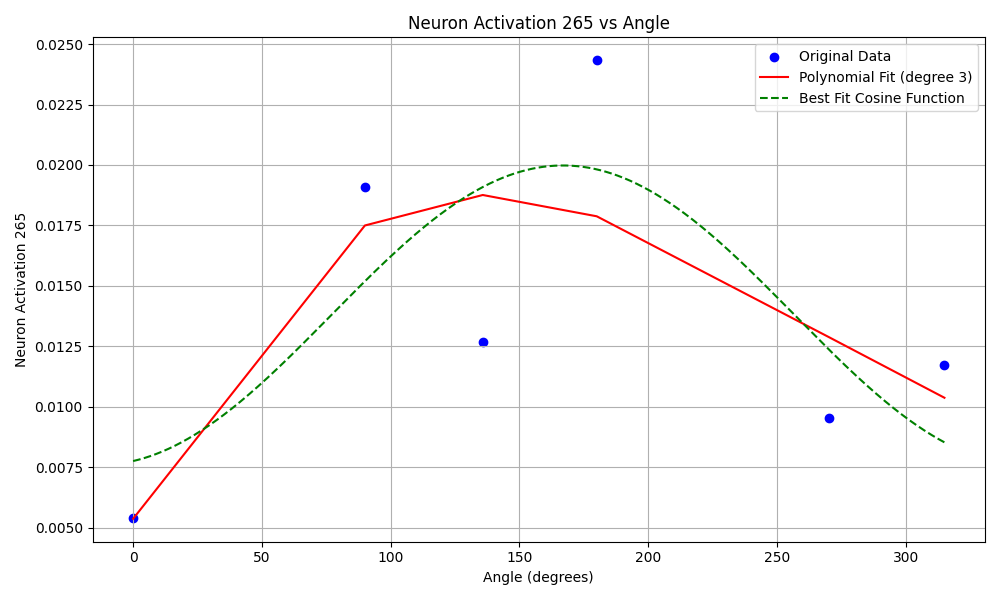 Neuron Activation 265 vs Angle
Original Data
Polynomial Fit (degree 3)
Best Fit Cosine Function
Neuron Activation 265
0.0250
0.0225
0.0200
0.0175
0.0150
0.0125
0.0100
0.0075
0.0050
0 50 100 150 200 250 300
Angle (degrees)